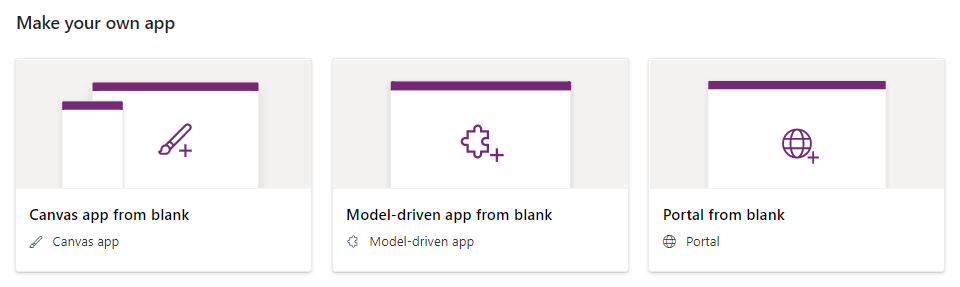 Make your own app
Canvas app from blank
Canvas app
Model-driven app from blank
Model-driven app
Portal from blank
Portal